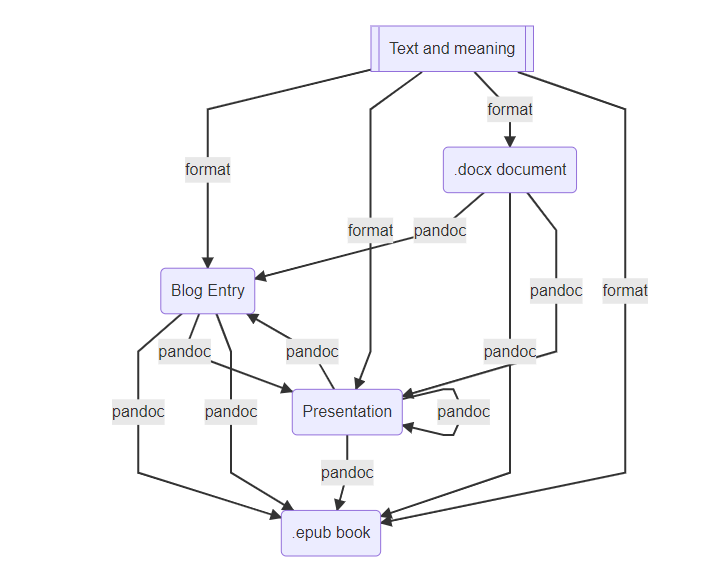 Text and meaning
format
.docx document
format
format
pandoc
Blog Entry
pandoc
format
pandoc
pandoc
pandoc
pandoc
pandoc
Presentation
pandoc
pandoc
.epub book